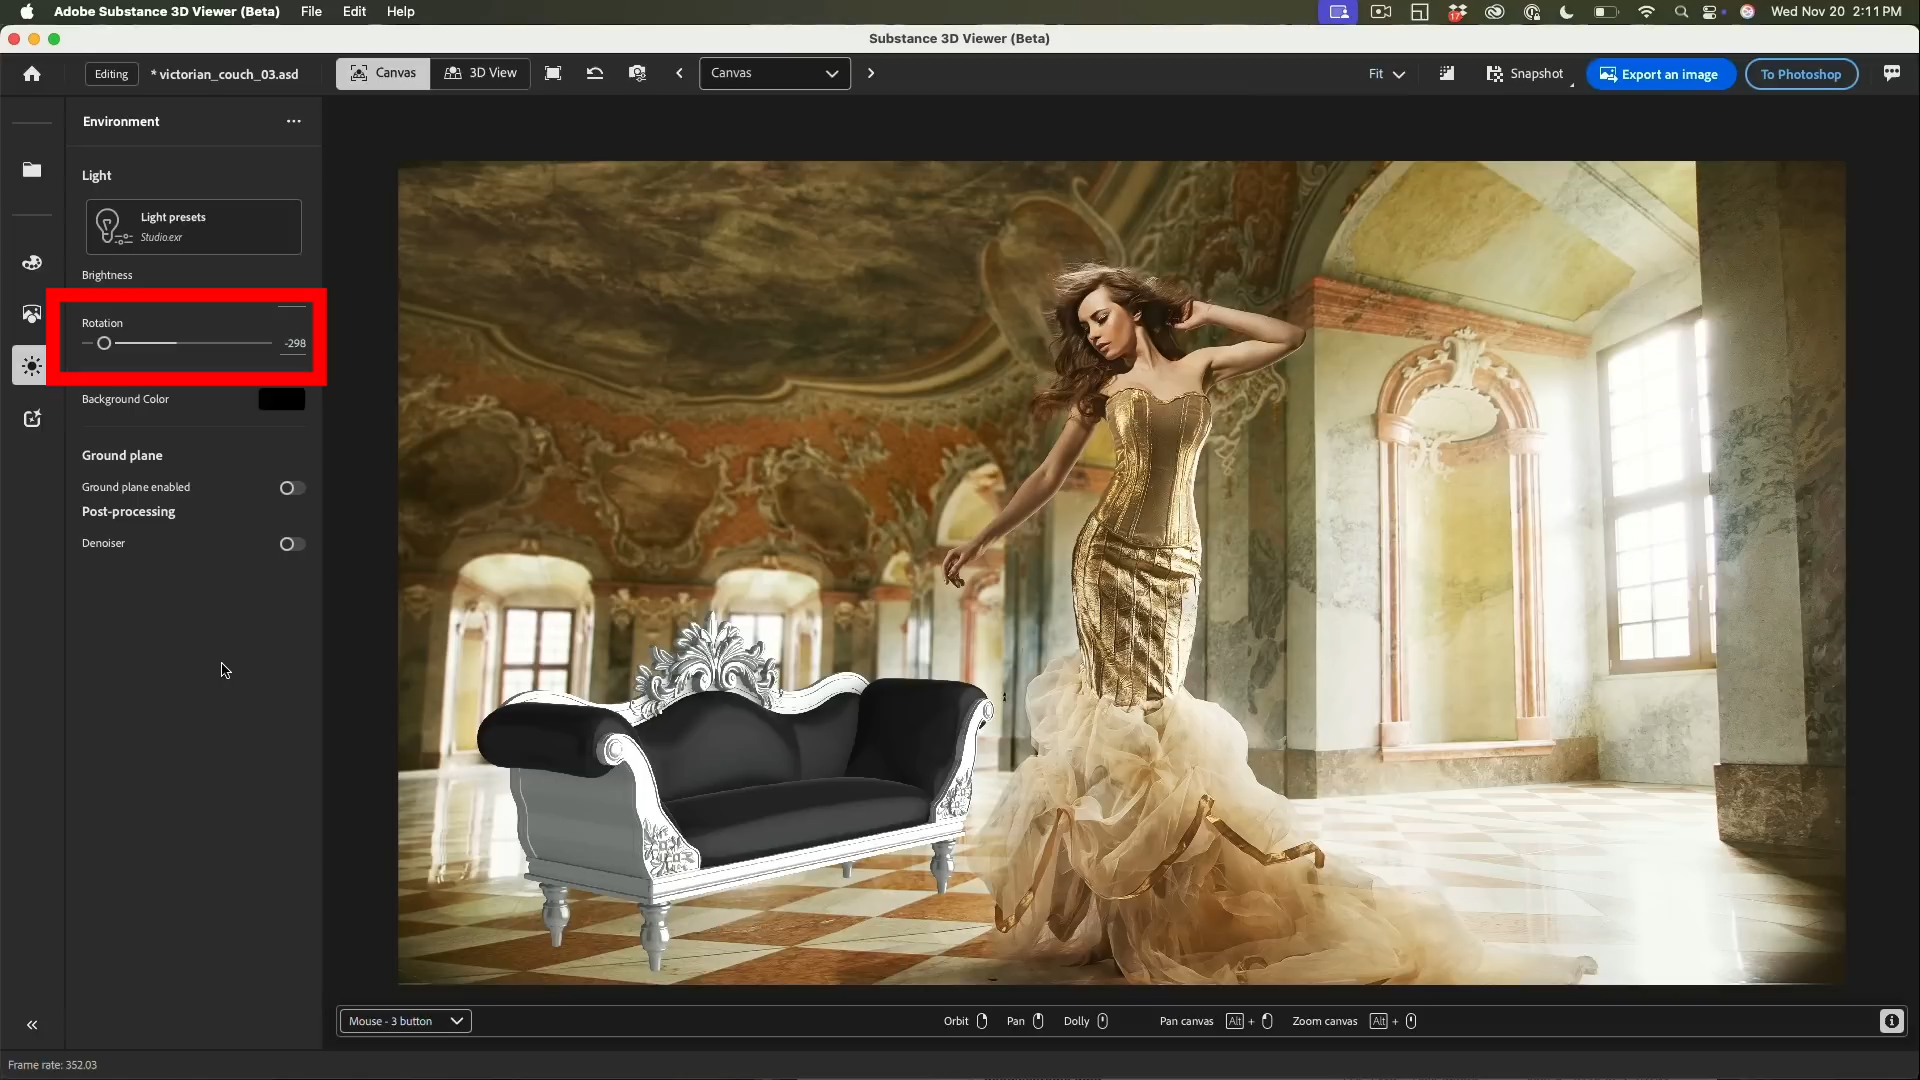 Adobe Substance 3D Viewer (Beta) File Edit Help 17 Wed Nov 20 2:11 PM
Substance 3D Viewer (Beta)
Editing * victorian_couch_03.asd Canvas 3D View Canvas Fit Snapshot Export an image To Photoshop
Environment
Light
Light presets
Studio.exr
Brightness
Rotation
-298
Background Color
Ground plane
Ground plane enabled
Post-processing
Denoiser
Mouse - 3 button Orbit Pan Dolly Pan canvas Alt + Zoom canvas Alt +
Frame rate: 352.03